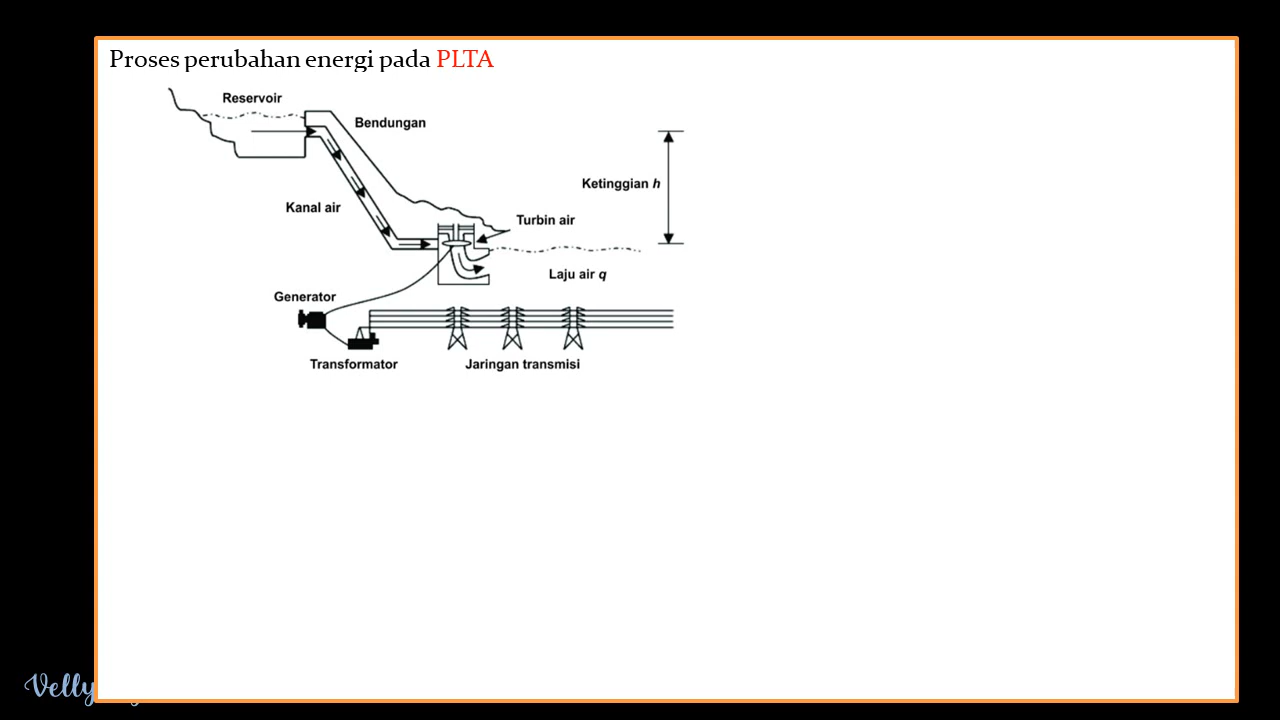 Proses perubahan energi pada PLTA
Reservoir
Bendungan
Ketinggian h
Kanal air
Turbin air
Laju air q
Generator
Transformator
Jaringan transmisi
Velly